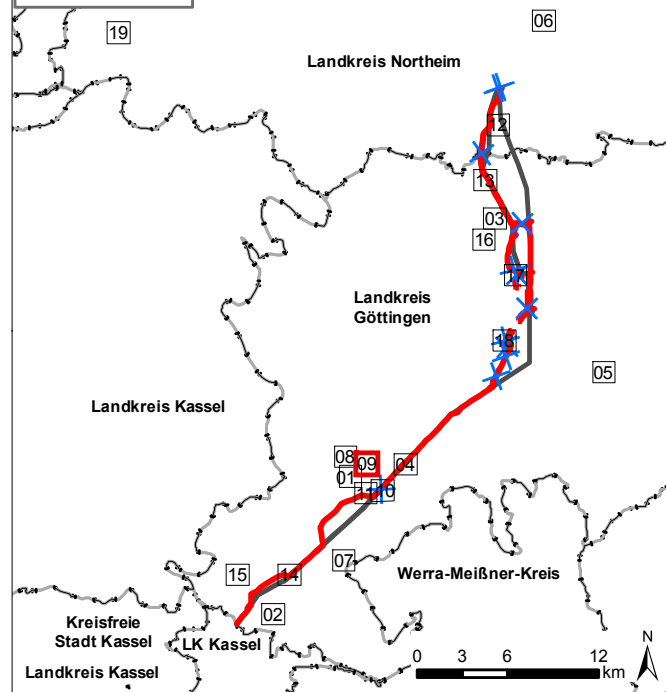 06
19
Landkreis Northeim
12
13
03
16
17
Landkreis
Göttingen
18
05
Landkreis Kassel
08
09
04
01
10
07
15
14
Werra-Meißner-Kreis
02
Kreisfreie
Stadt Kassel
LK Kassel
Landkreis Kassel
N
0 3 6 12
km